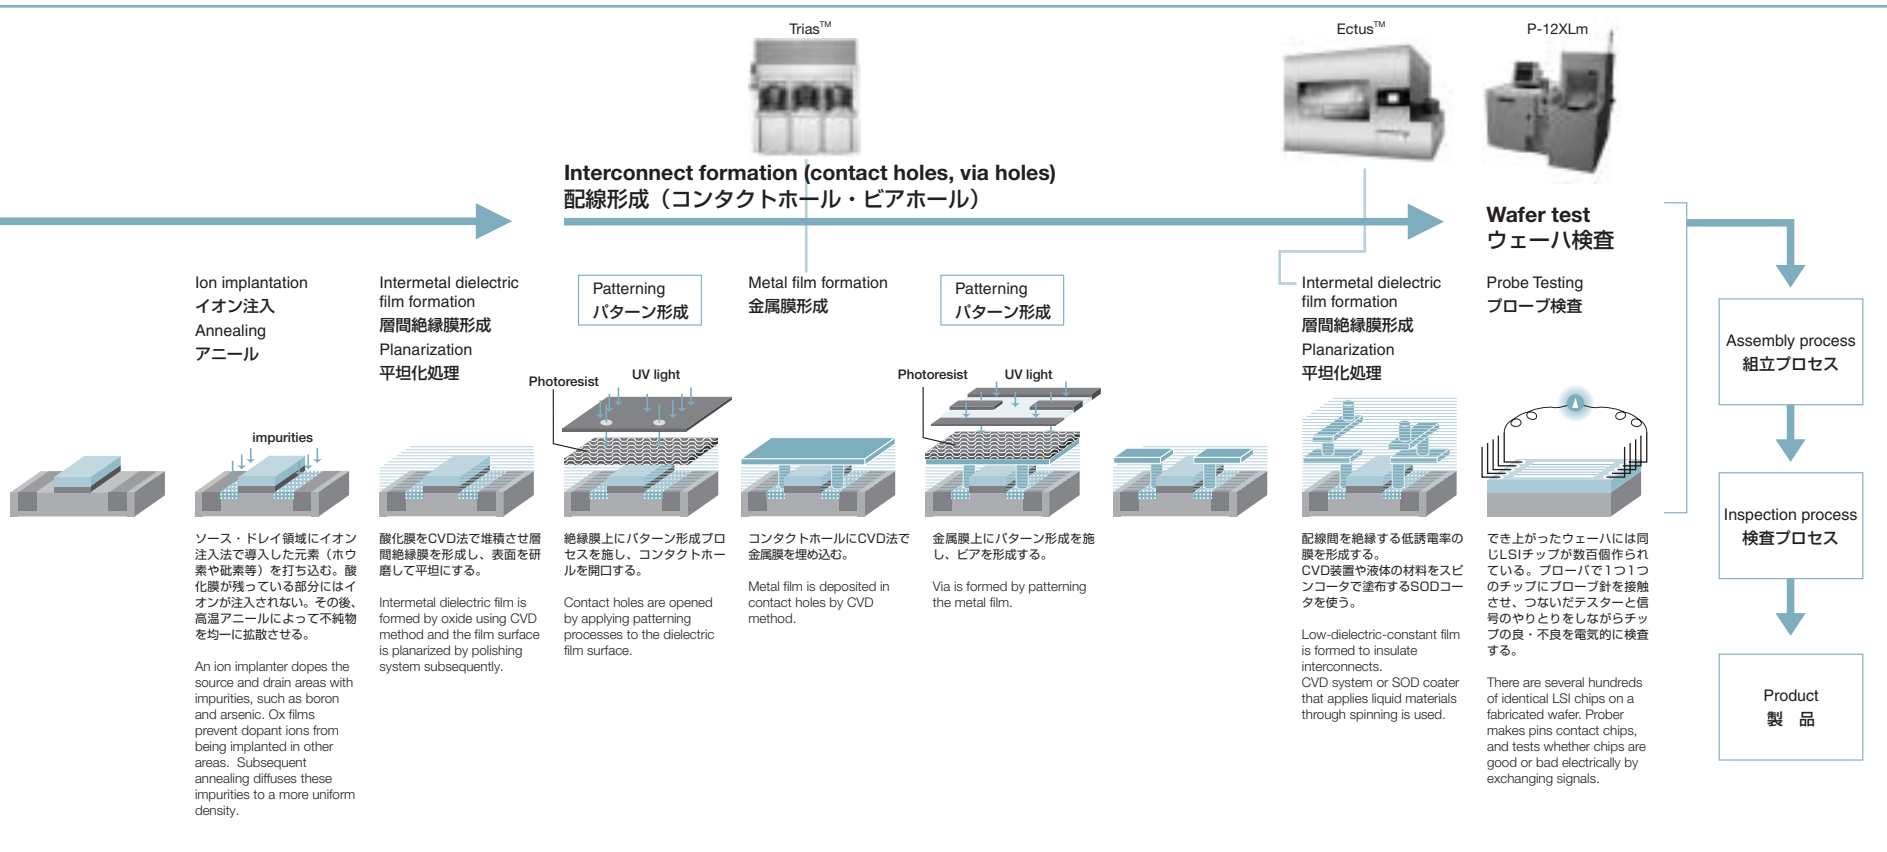 Trias™
Ectus™
P-12XLm
Interconnect formation (contact holes, via holes)
配線形成（コンタクトホール・ビアホール）
Wafer test
ウェーハ検査
Ion implantation
イオン注入
Annealing
アニール
impurities
ソース・ドレイ領域にイオン
注入法で導入した元素（ホウ
素や砒素等）を打ち込む。酸
化膜が残っている部分にはイ
オンが注入されない。その後、
高温アニールによって不純物
を均一に拡散させる。
An ion implanter dopes the
source and drain areas with
impurities, such as boron
and arsenic. Ox films
prevent dopant ions from
being implanted in other
areas. Subsequent
annealing diffuses these
impurities to a more uniform
density.
Intermetal dielectric
film formation
層間絶縁膜形成
Planarization
平坦化処理
酸化膜をCVD法で堆積させ層
間絶縁膜を形成し、表面を研
磨して平坦にする。
Intermetal dielectric film is
formed by oxide using CVD
method and the film surface
is planarized by polishing
system subsequently.
Patterning
パターン形成
Photoresist
UV light
絶縁膜上にパターン形成プロ
セスを施し、コンタクトホー
ルを開口する。
Contact holes are opened
by applying patterning
processes to the dielectric
film surface.
Metal film formation
金属膜形成
コンタクトホールにCVD法で
金属膜を埋め込む。
Metal film is deposited in
contact holes by CVD
method.
Patterning
パターン形成
Photoresist
UV light
金属膜上にパターン形成を施
し、ビアを形成する。
Via is formed by patterning
the metal film.
Intermetal dielectric
film formation
層間絶縁膜形成
Planarization
平坦化処理
配線間を絶縁する低誘電率の
膜を形成する。
CVD装置や液体の材料をスピ
ンコータで塗布するSODコー
タを使う。
Low-dielectric-constant film
is formed to insulate
interconnects.
CVD system or SOD coater
that applies liquid materials
through spinning is used.
Probe Testing
プローブ検査
でき上がったウェーハには同
じLSIチップが数百個作られ
ている。プローバで1つ1つ
のチップにプローブ針を接触
させ、つないだテスターと信
号のやりとりをしながらチッ
プの良・不良を電気的に検査
する。
There are several hundreds
of identical LSI chips on a
fabricated wafer. Prober
makes pins contact chips,
and tests whether chips are
good or bad electrically by
exchanging signals.
Assembly process
組立プロセス
Inspection process
検査プロセス
Product
製　品